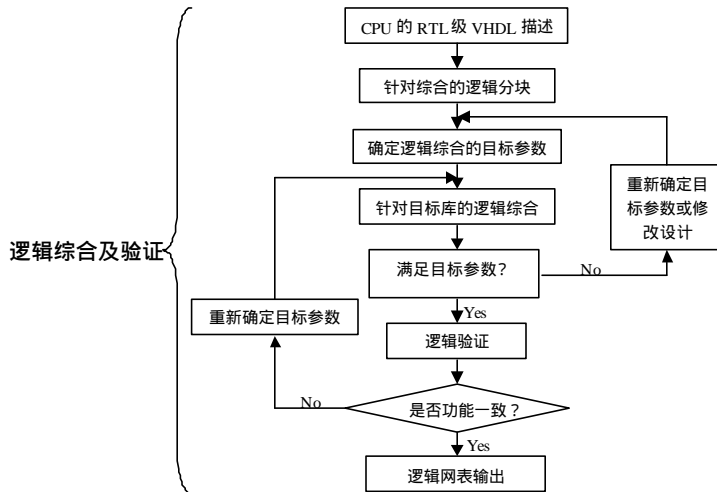 CPU 的 RTL 级 VHDL 描述
针对综合的逻辑分块
确定逻辑综合的目标参数
重新确定目
标参数或修
改设计
针对目标库的逻辑综合
逻辑综合及验证
满足目标参数?
No
Yes
重新确定目标参数
逻辑验证
No
是否功能一致？
Yes
逻辑网表输出